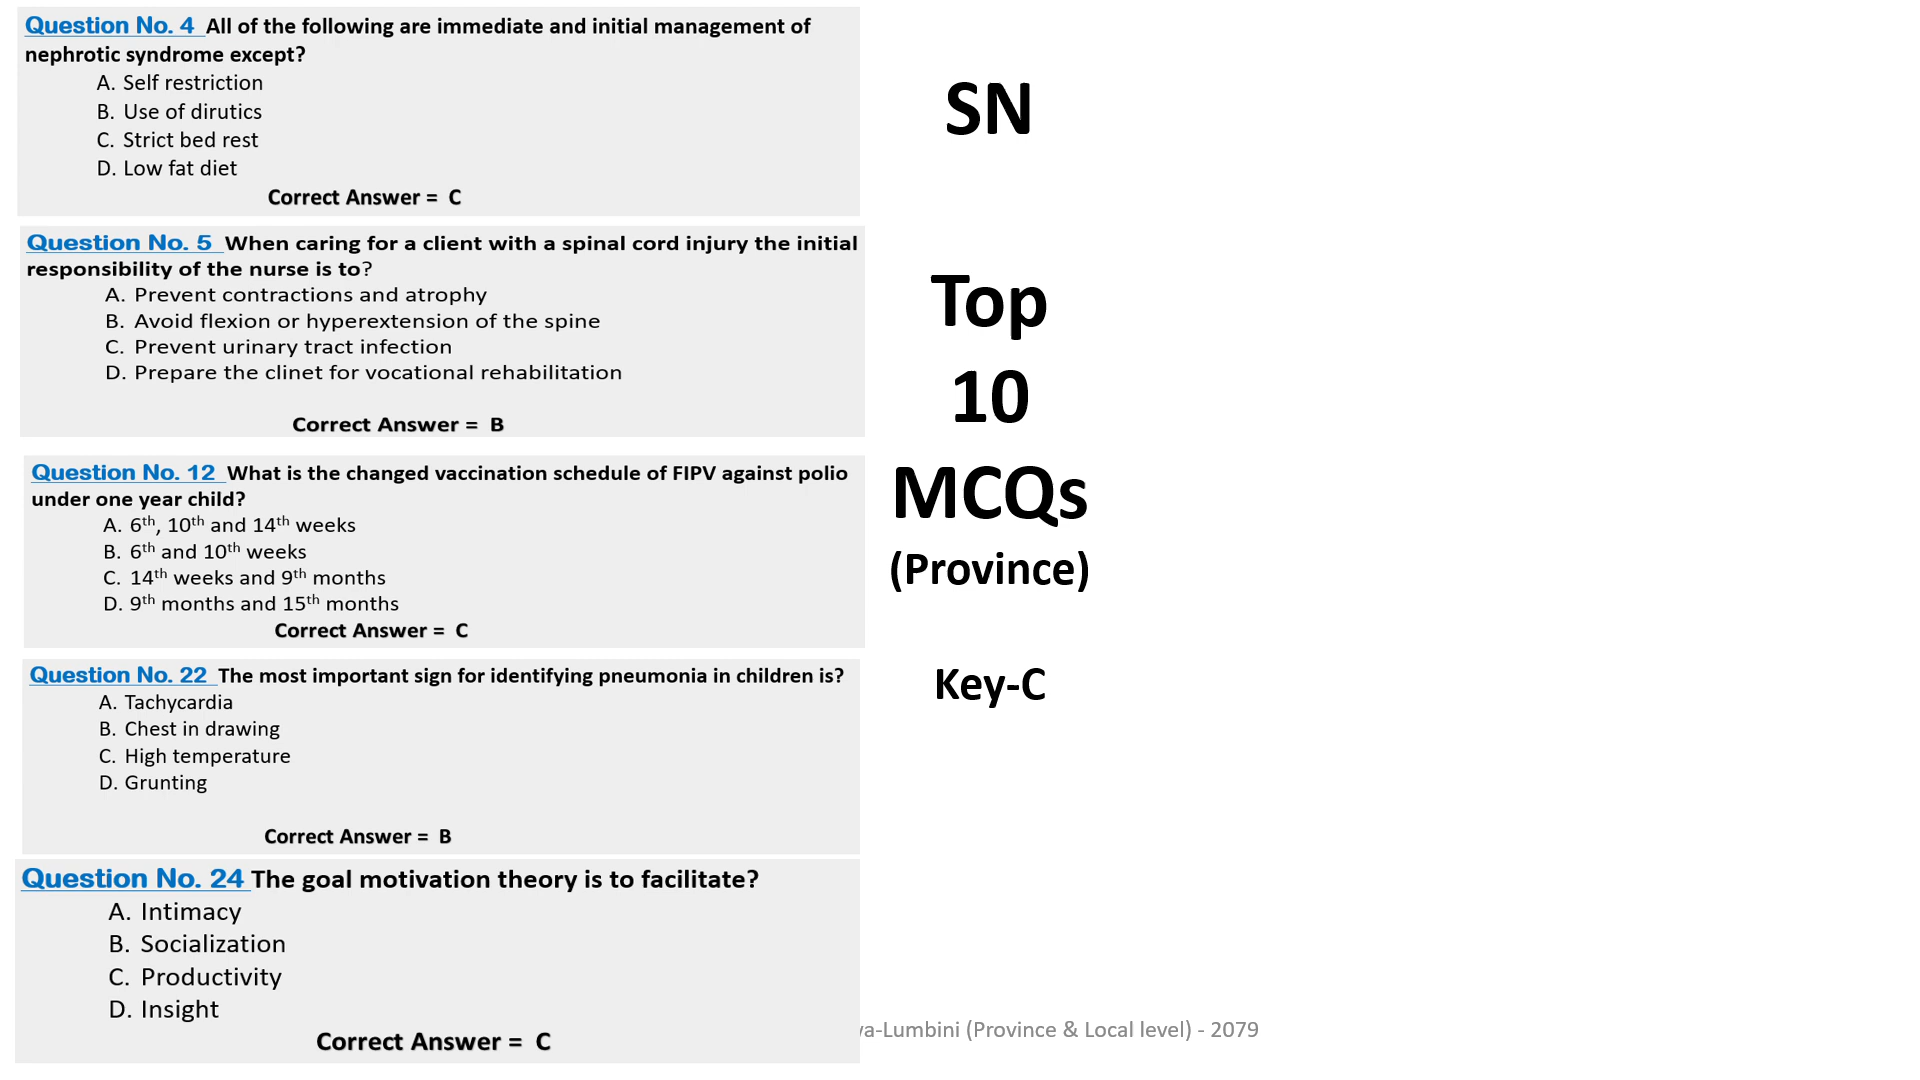 Question No. 4 All of the following are immediate and initial management of
nephrotic syndrome except?
A. Self restriction
B. Use of dirutics
C. Strict bed rest
D. Low fat diet
Correct Answer = C
Question No. 5 When caring for a client with a spinal cord injury the initial
responsibility of the nurse is to?
A. Prevent contractions and atrophy
B. Avoid flexion or hyperextension of the spine
C. Prevent urinary tract infection
D. Prepare the clinet for vocational rehabilitation
Correct Answer = B
Question No. 12 What is the changed vaccination schedule of FIPV against polio
under one year child?
A. 6th, 10th and 14th weeks
B. 6th and 10th weeks
C. 14th weeks and 9th months
D. 9th months and 15th months
Correct Answer = C
Question No. 22 The most important sign for identifying pneumonia in children is?
A. Tachycardia
B. Chest in drawing
C. High temperature
D. Grunting
Correct Answer = B
Question No. 24 The goal motivation theory is to facilitate?
A. Intimacy
B. Socialization
C. Productivity
D. Insight
Correct Answer = C
SN
Top
10
MCQs
(Province)
Key-C
-Lumbini (Province & Local level) - 2079